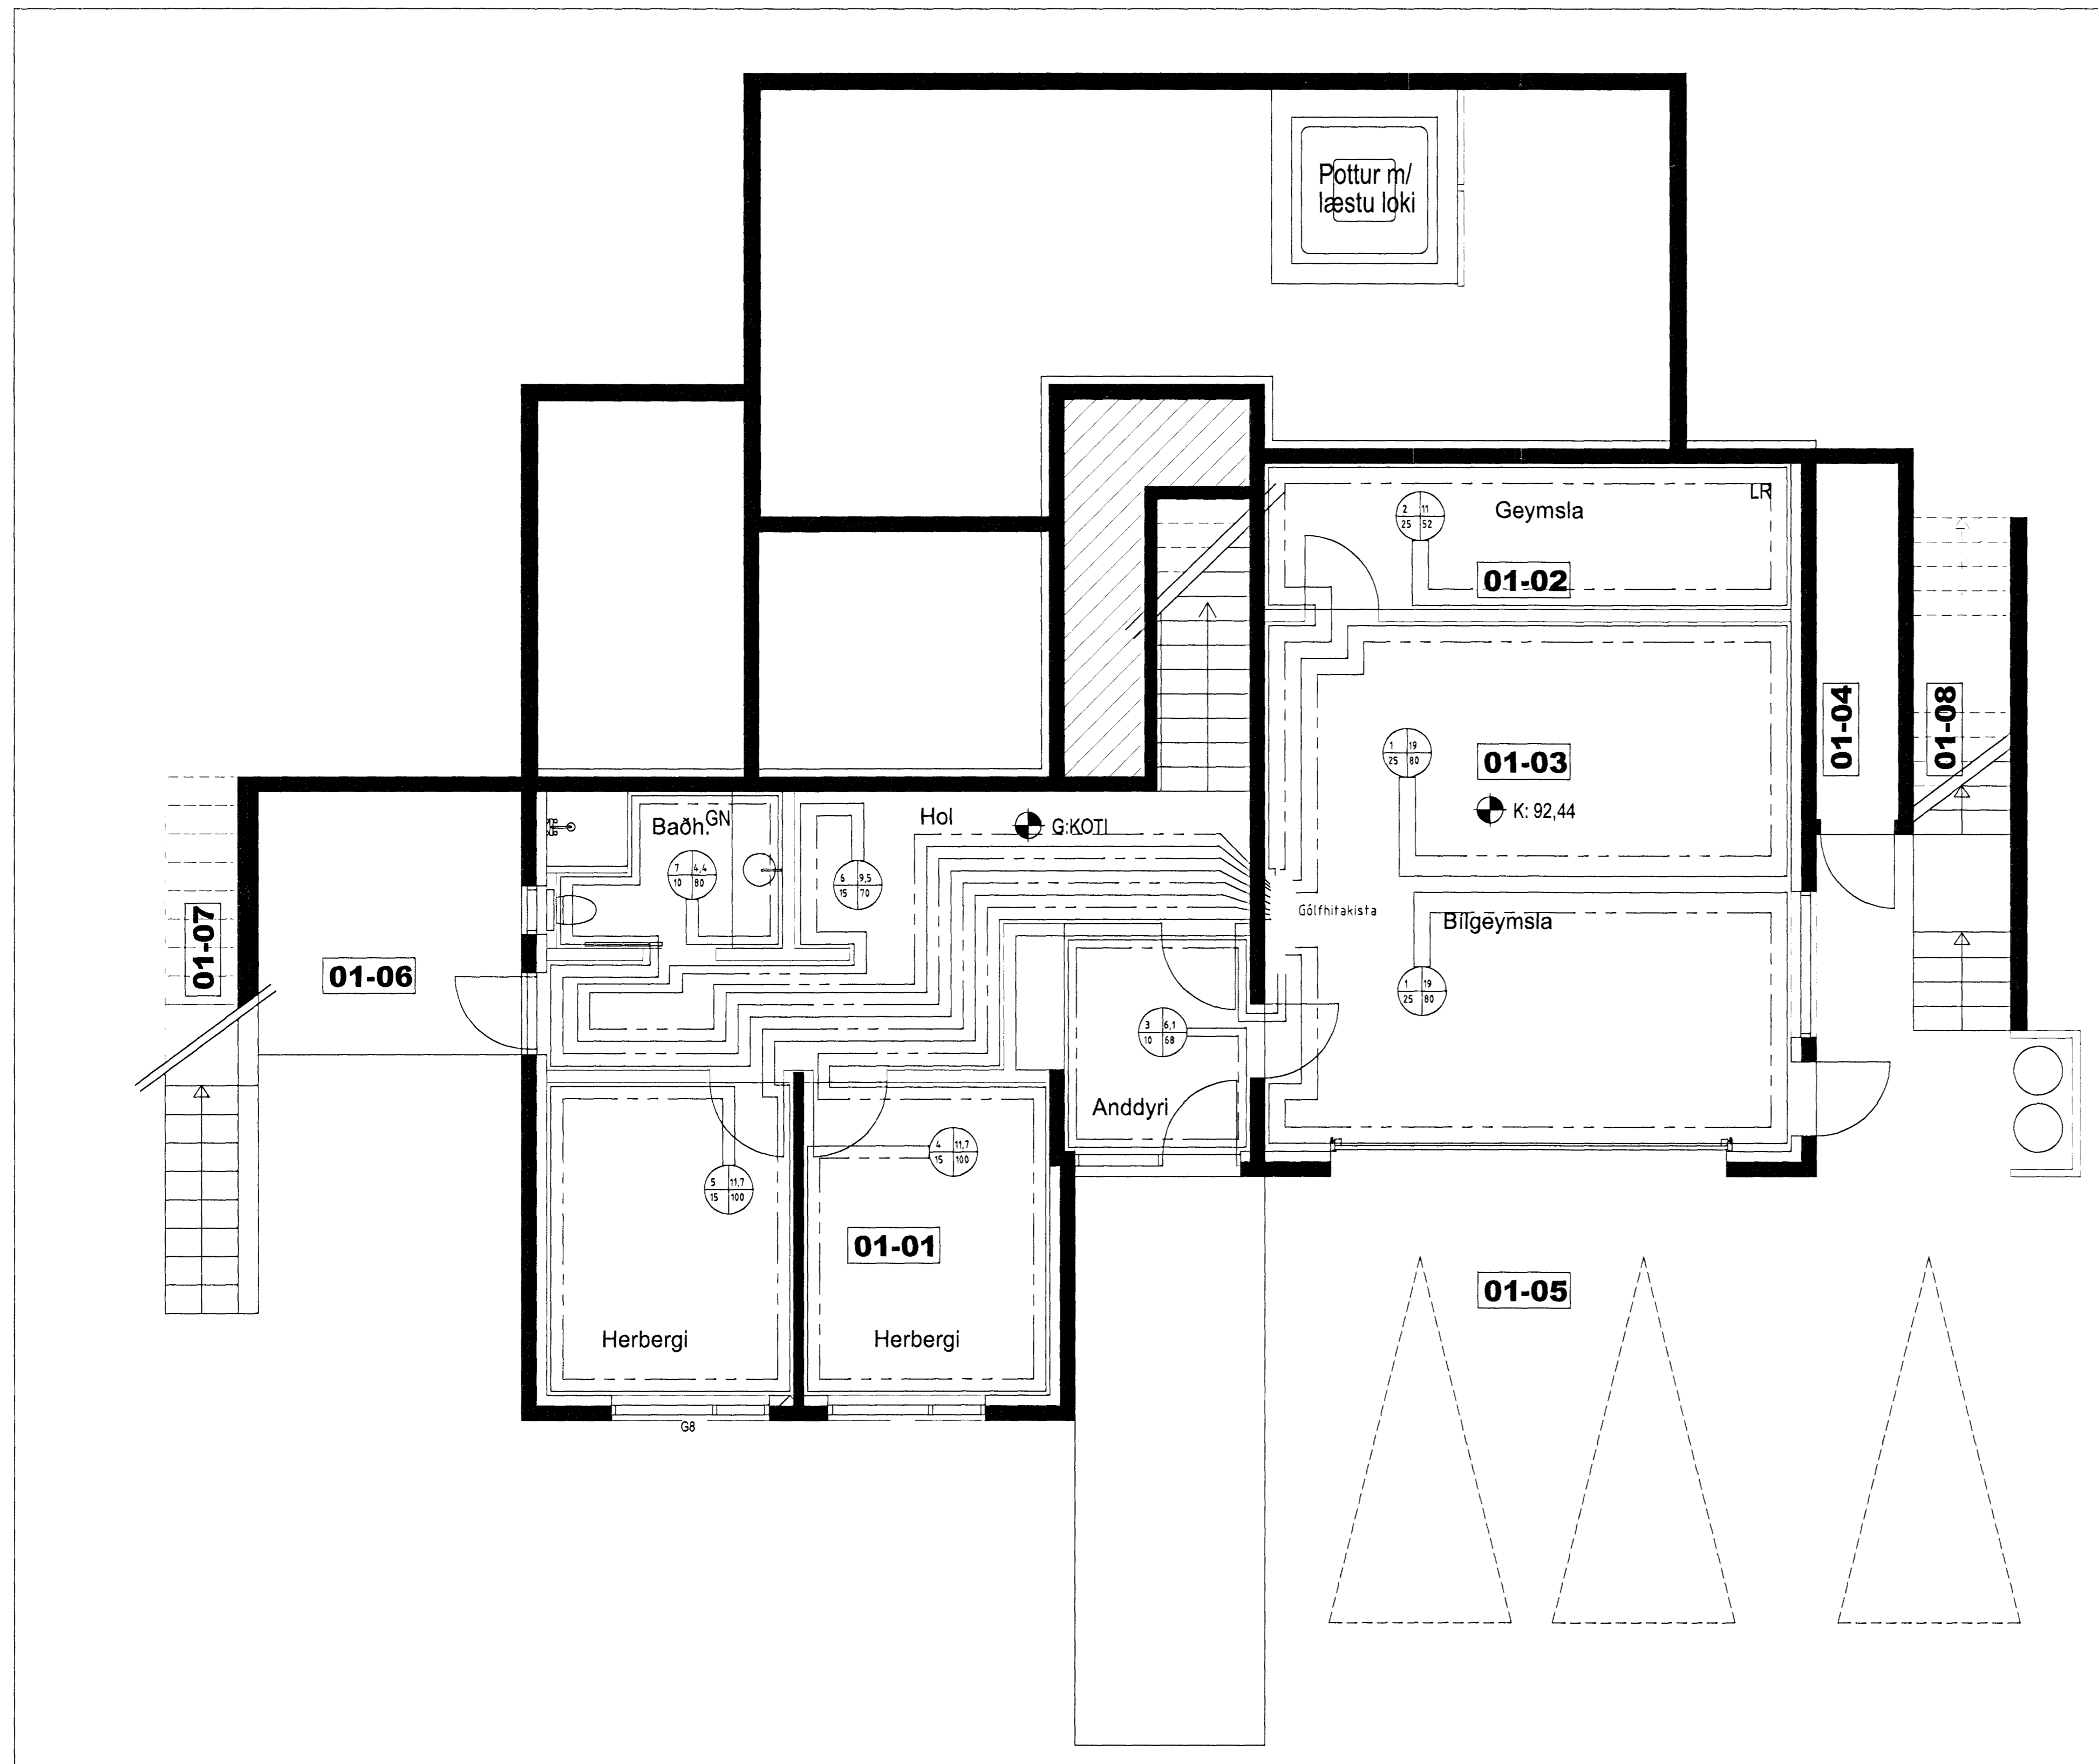 Pottur m/
læstu loki
LR
2 11
25 52
Geymsla
01-02
01-04
01-08
1 19
25 80
01-03
K: 92,44
Baðh.
GN
Hol
G:KOTI
7 4,4
10 80
6 9,5
15 70
Gólfhitakista
Bílgeymsla
01-07
01-06
1 19
25 80
3 6,1
10 68
Anddyri
4 11,7
15 100
5 11,7
15 100
01-01
01-05
Herbergi
Herbergi
G8